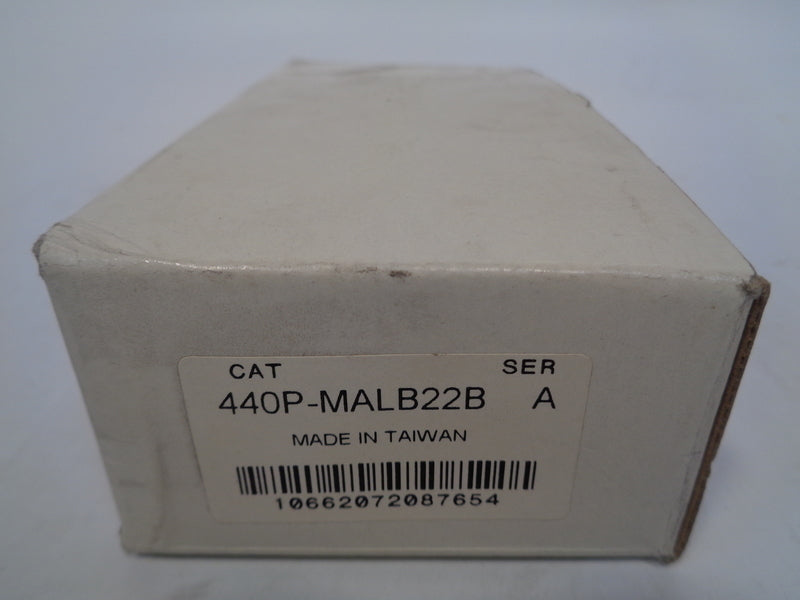 CAT SER
440P-MALB22B A
MADE IN TAIWAN
10662072087654